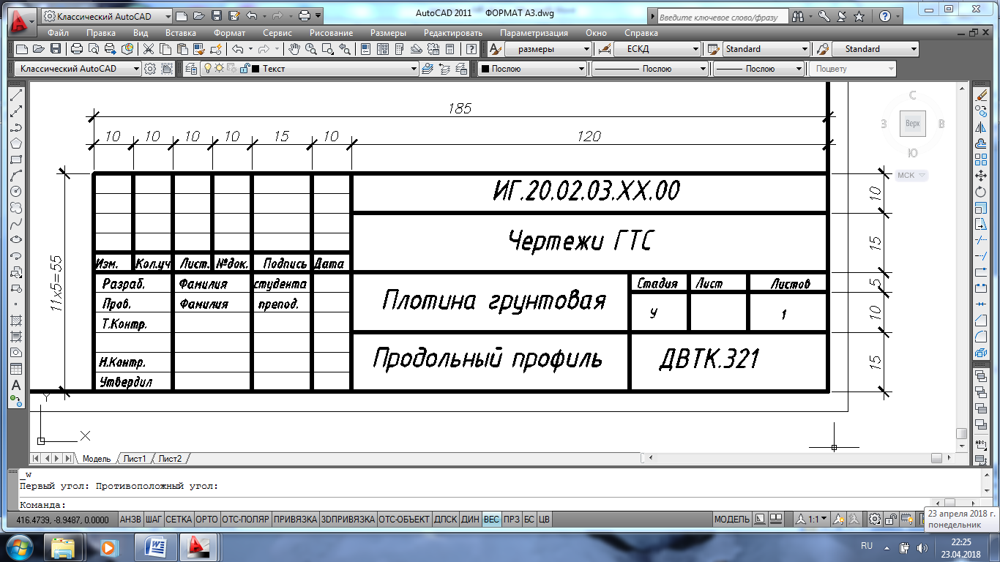 Классический AutoCAD
AutoCAD 2011 ФОРМАТ А3.dwg
Введите ключевое слово/фразу
Файл Правка Вид Вставка Формат Сервис Рисование Размеры Редактировать Параметризация Окно Справка
размеры ЕСКД Standard Standard
Классический AutoCAD Текст Послою Послою Послою Поцвету
185
10 10 10 10 15 10 120
С
З Верх В
Ю
МСК
ИГ.20.02.03.ХХ.00
10
Чертежи ГТС
15
11х5=55
Изм. Кол.уч Лист. №док. Подпись Дата
Разраб. Фамилия студента
Стадия Лист Листов
5
Пров. Фамилия препод.
Плотина грунтовая
У 1
10
Т.Контр.
Продольный профиль
ДВТК.321
15
Н.Контр.
Утвердил
Y
X
Модель Лист1 Лист2
_w
Первый угол: Противоположный угол:
Команда:
416.4739, -8.9487, 0.0000 АНЗВ ШАГ СЕТКА ОРТО ОТС-ПОЛЯР ПРИВЯЗКА 3DПРИВЯЗКА ОТС-ОБЪЕКТ ДПСК ДИН ВЕС ПРЗ БС ЦВ МОДЕЛЬ 1:1
23 апреля 2018 г.
понедельник
RU
22:25
23.04.2018